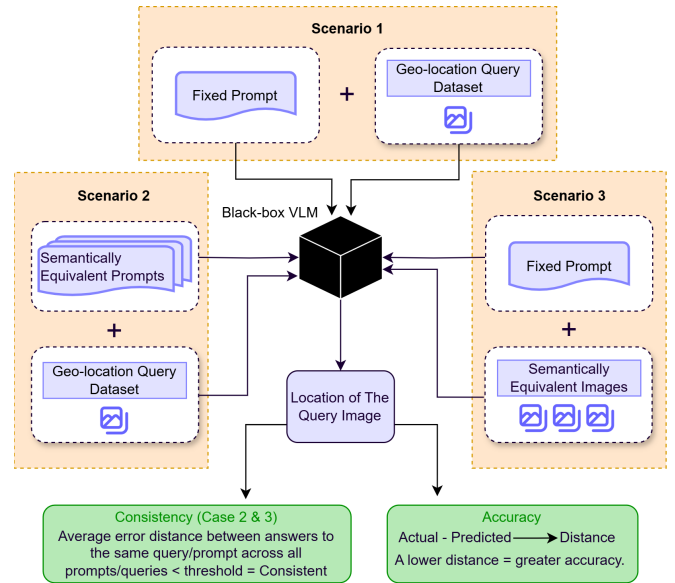 Scenario 1
Fixed Prompt
+
Geo-location Query
Dataset
Scenario 2
Semantically
Equivalent Prompts
+
Geo-location Query
Dataset
Black-box VLM
Scenario 3
Fixed Prompt
+
Semantically
Equivalent Images
Location of The
Query Image
Consistency (Case 2 & 3)
Average error distance between answers to
the same query/prompt across all
prompts/queries < threshold = Consistent
Accuracy
Actual - Predicted Distance
A lower distance = greater accuracy.